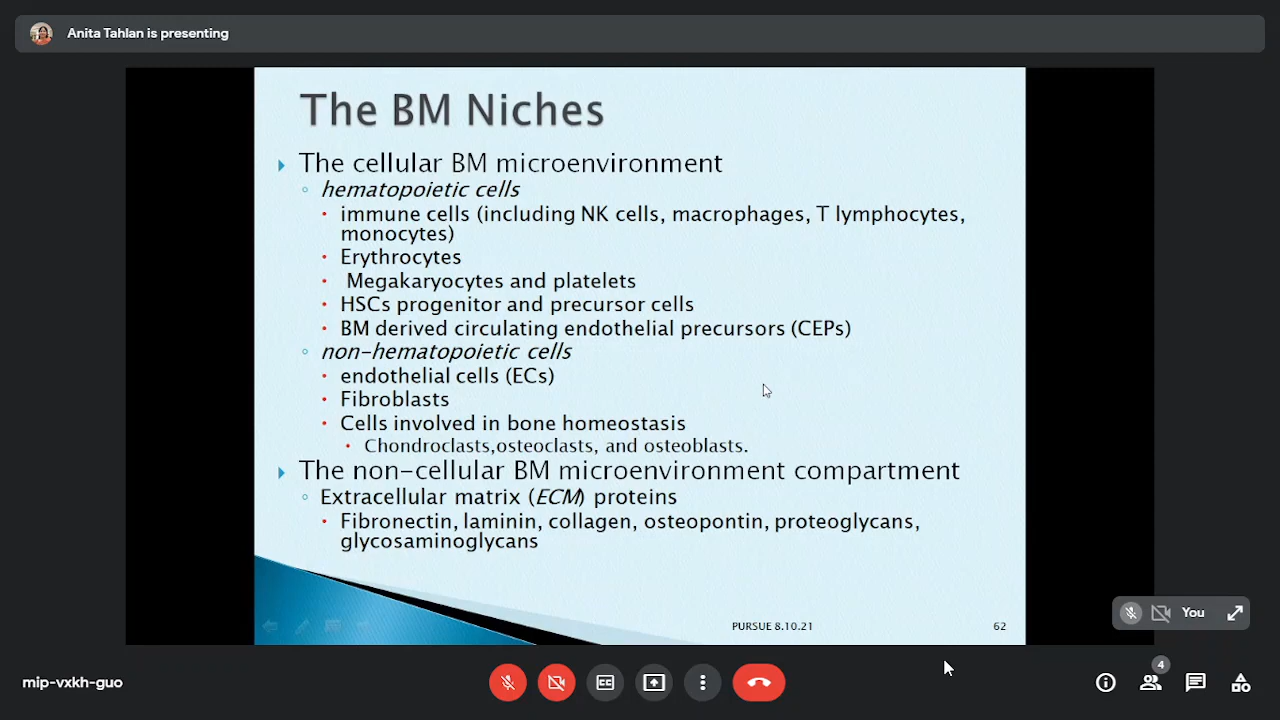 Anita Tahlan is presenting
The BM Niches
The cellular BM microenvironment
hematopoietic cells
immune cells (including NK cells, macrophages, T lymphocytes,
monocytes)
Erythrocytes
Megakaryocytes and platelets
HSCs progenitor and precursor cells
BM derived circulating endothelial precursors (CEPs)
non-hematopoietic cells
endothelial cells (ECs)
Fibroblasts
Cells involved in bone homeostasis
Chondroclasts,osteoclasts, and osteoblasts.
The non-cellular BM microenvironment compartment
Extracellular matrix (ECM) proteins
Fibronectin, laminin, collagen, osteopontin, proteoglycans,
glycosaminoglycans
PURSUE 8.10.21
62
You
mip-vxkh-guo
CC
4